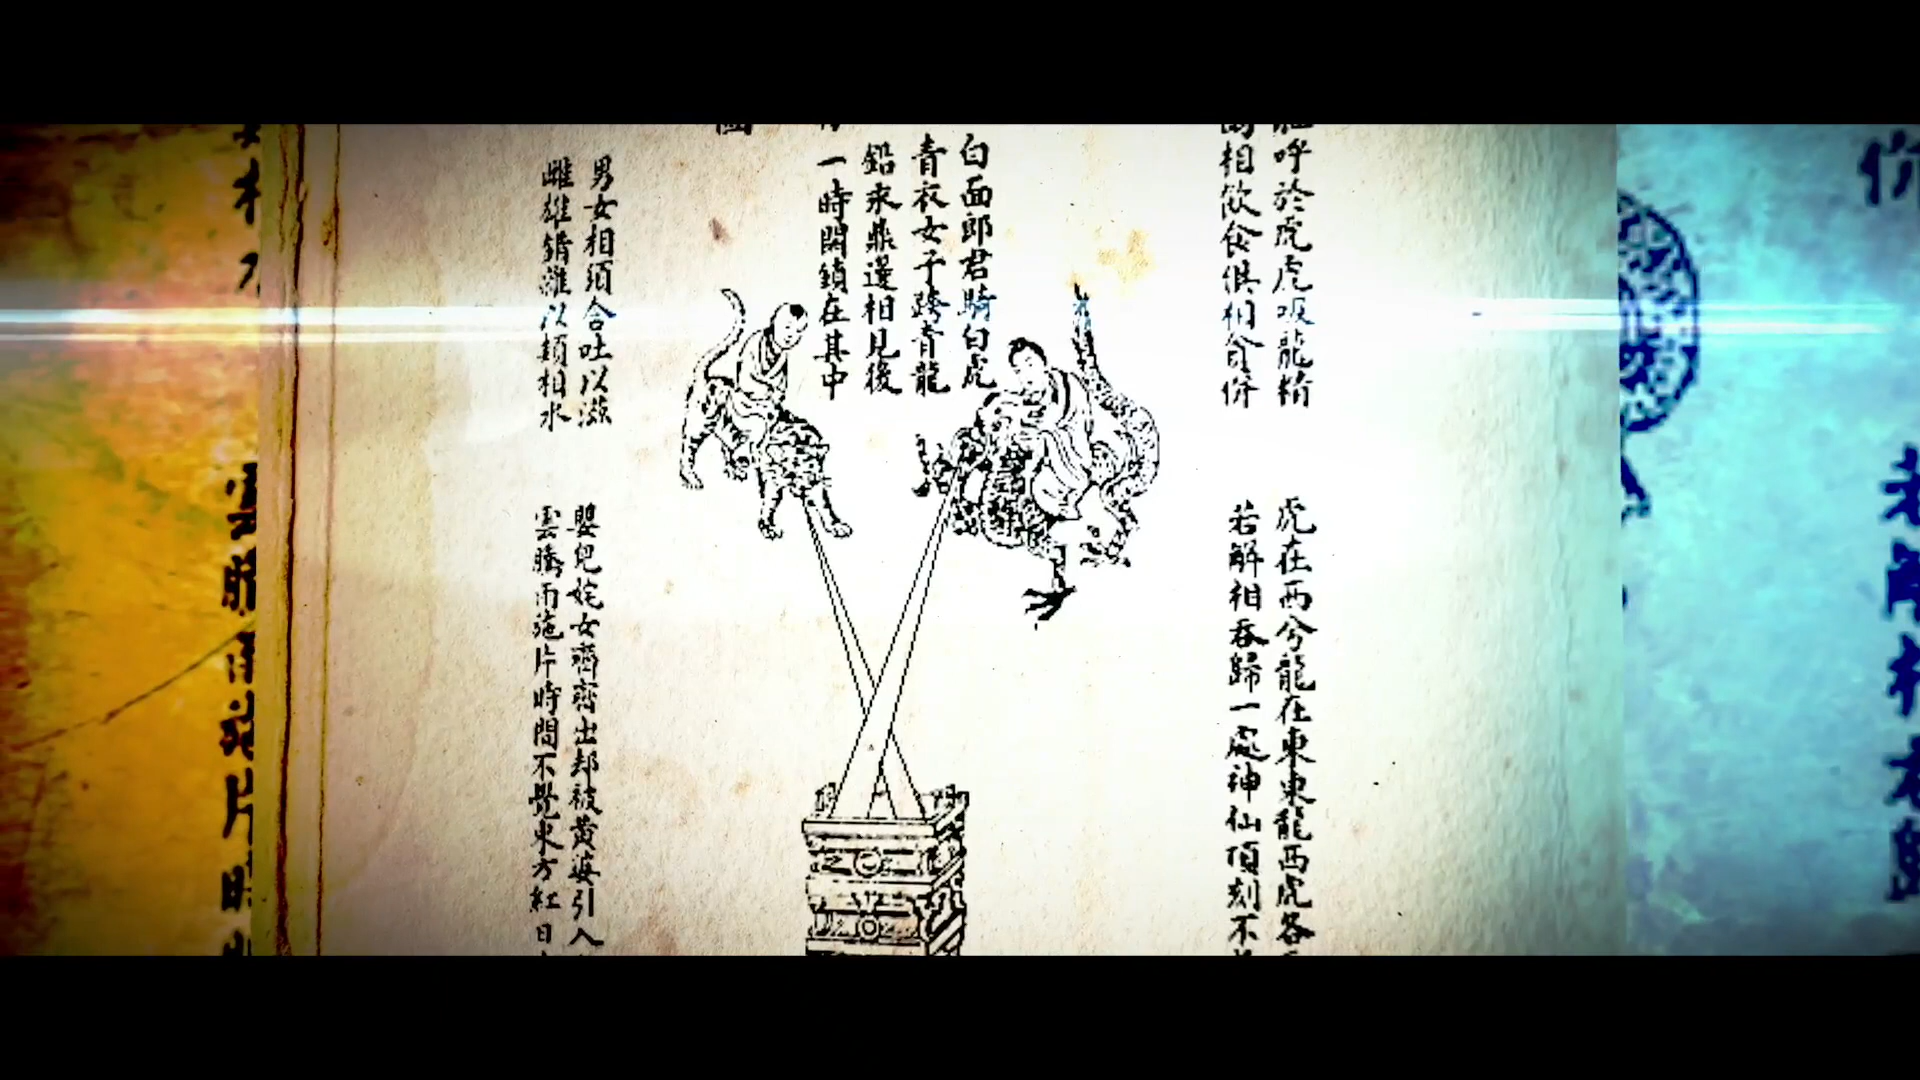 呼於虎虎吸龍精
相飲食俱相貪併
虎在西兮龍在東東龍西虎各
若解相吞歸一處神仙頃刻不
白面郎君騎白虎
青衣女子跨青龍
鉛汞鼎邊相見後
一時關鎖在其中
男女相須合吐以滋
雌雄錯雜以類相求
嬰兒姹女齊齊出却被黃婆引入
雲騰雨施片時間不覺東方紅日